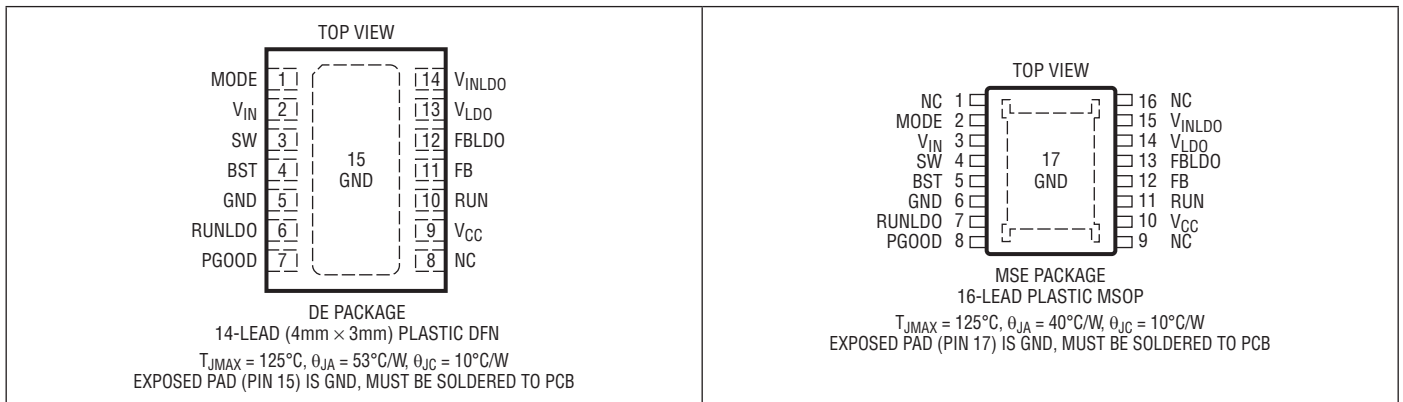 TOP VIEW
MODE 1 14 VINLDO
VIN 2 13 VLDO
SW 3 12 FBLDO
BST 4 11 FB
GND 5 10 RUN
RUNLDO 6 9 VCC
PGOOD 7 8 NC
15
GND
DE PACKAGE
14-LEAD (4mm × 3mm) PLASTIC DFN
TJMAX = 125°C, θJA = 53°C/W, θJC = 10°C/W
EXPOSED PAD (PIN 15) IS GND, MUST BE SOLDERED TO PCB
TOP VIEW
NC 1 16 NC
MODE 2 15 VINLDO
VIN 3 14 VLDO
SW 4 13 FBLDO
BST 5 12 FB
GND 6 11 RUN
RUNLDO 7 10 VCC
PGOOD 8 9 NC
17
GND
MSE PACKAGE
16-LEAD PLASTIC MSOP
TJMAX = 125°C, θJA = 40°C/W, θJC = 10°C/W
EXPOSED PAD (PIN 17) IS GND, MUST BE SOLDERED TO PCB